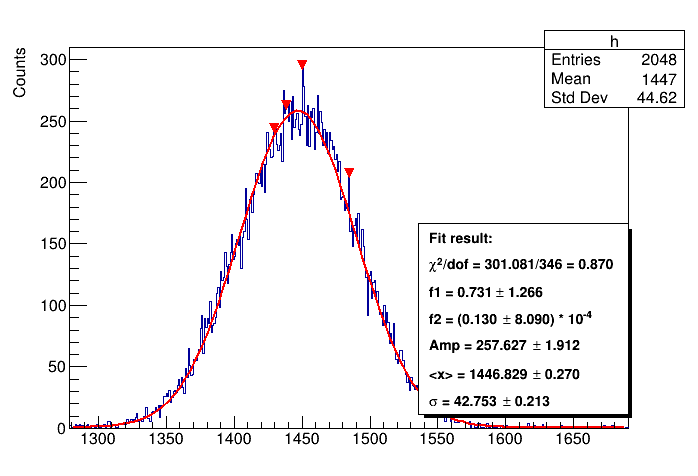 h
Entries 2048
Mean 1447
Std Dev 44.62
Counts
300
250
200
150
100
50
0
Fit result:
χ²/dof = 301.081/346 = 0.870
f1 = 0.731 ± 1.266
f2 = (0.130 ± 8.090) * 10⁻⁴
Amp = 257.627 ± 1.912
<x> = 1446.829 ± 0.270
σ = 42.753 ± 0.213
1300 1350 1400 1450 1500 1550 1600 1650